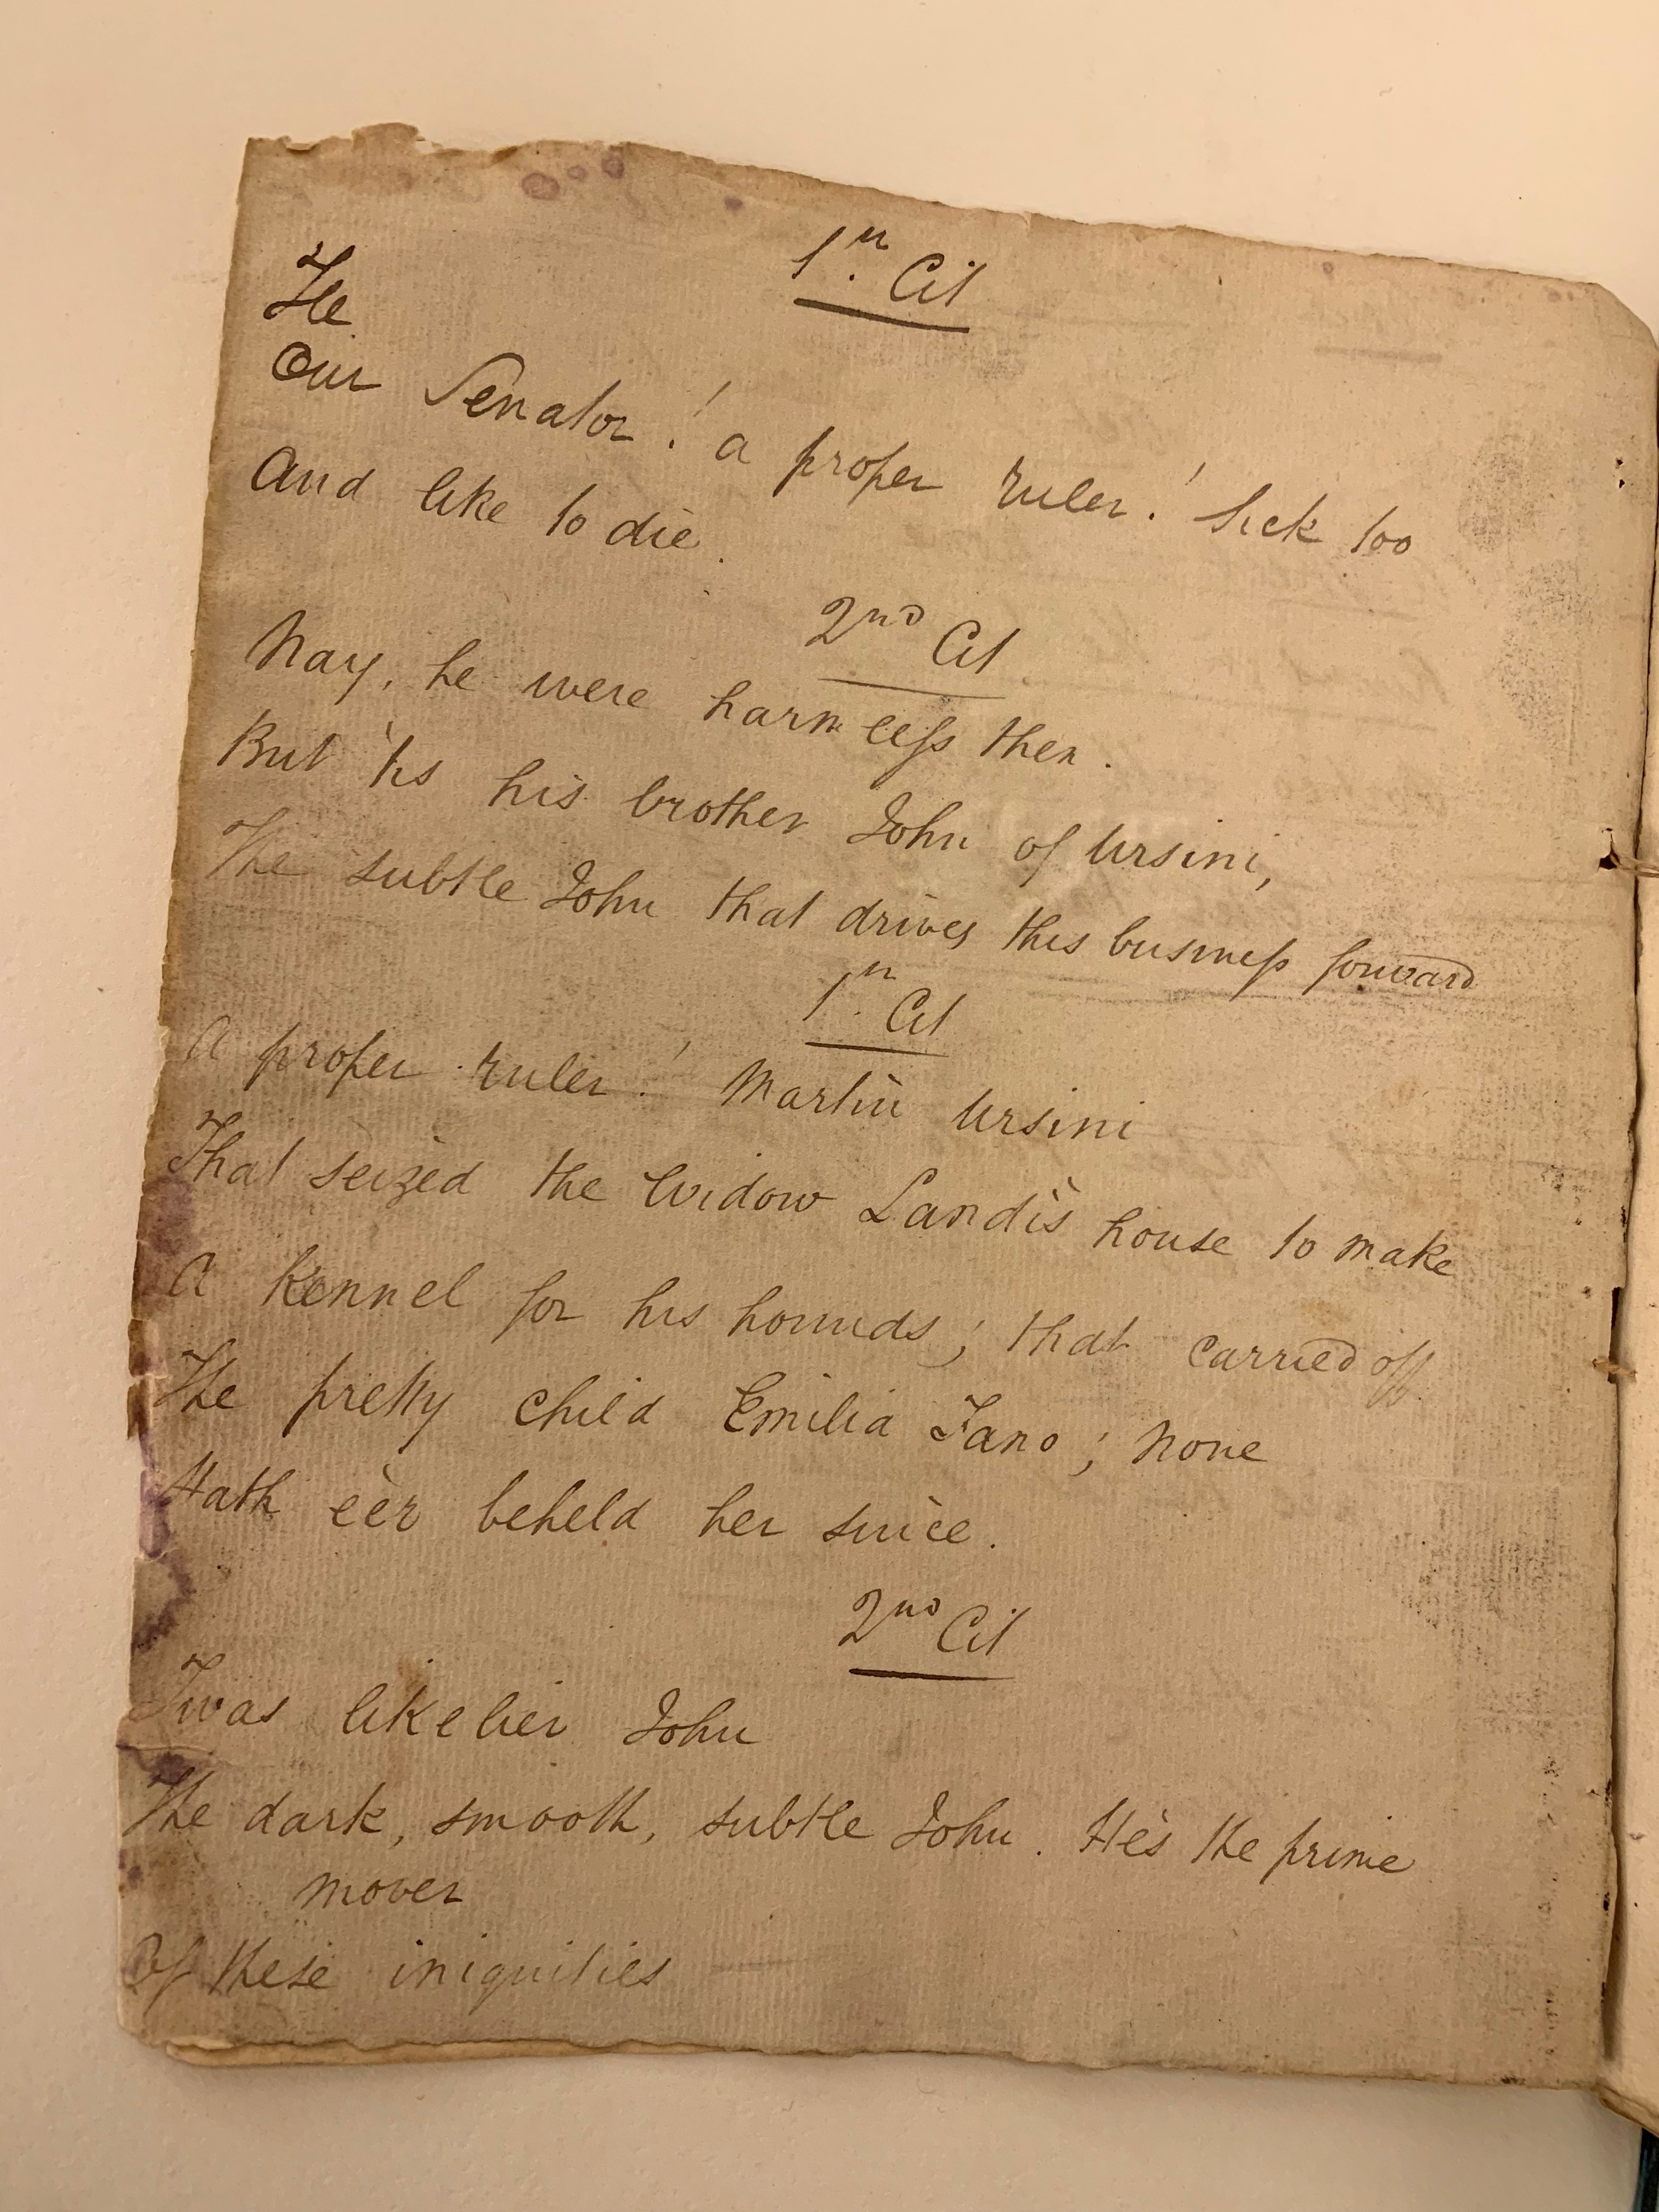 1st. Cit
He
Our Senator! a proper ruler! Sick too
And like to die.
2nd Cit
Nay, he were harmless then.
But 'tis his brother John of Ursini,
The subtle John that drives this business forward
1st. Cit
A proper ruler! Martin Ursini
That seized the Widow Landi's house to make
A kennel for his hounds; that carried off
The pretty child Emilia Fano; none
Hath e'er beheld her since.
2nd Cit
Twas likelier John
The dark, smooth, subtle John. He's the prime
mover
Of these iniquities